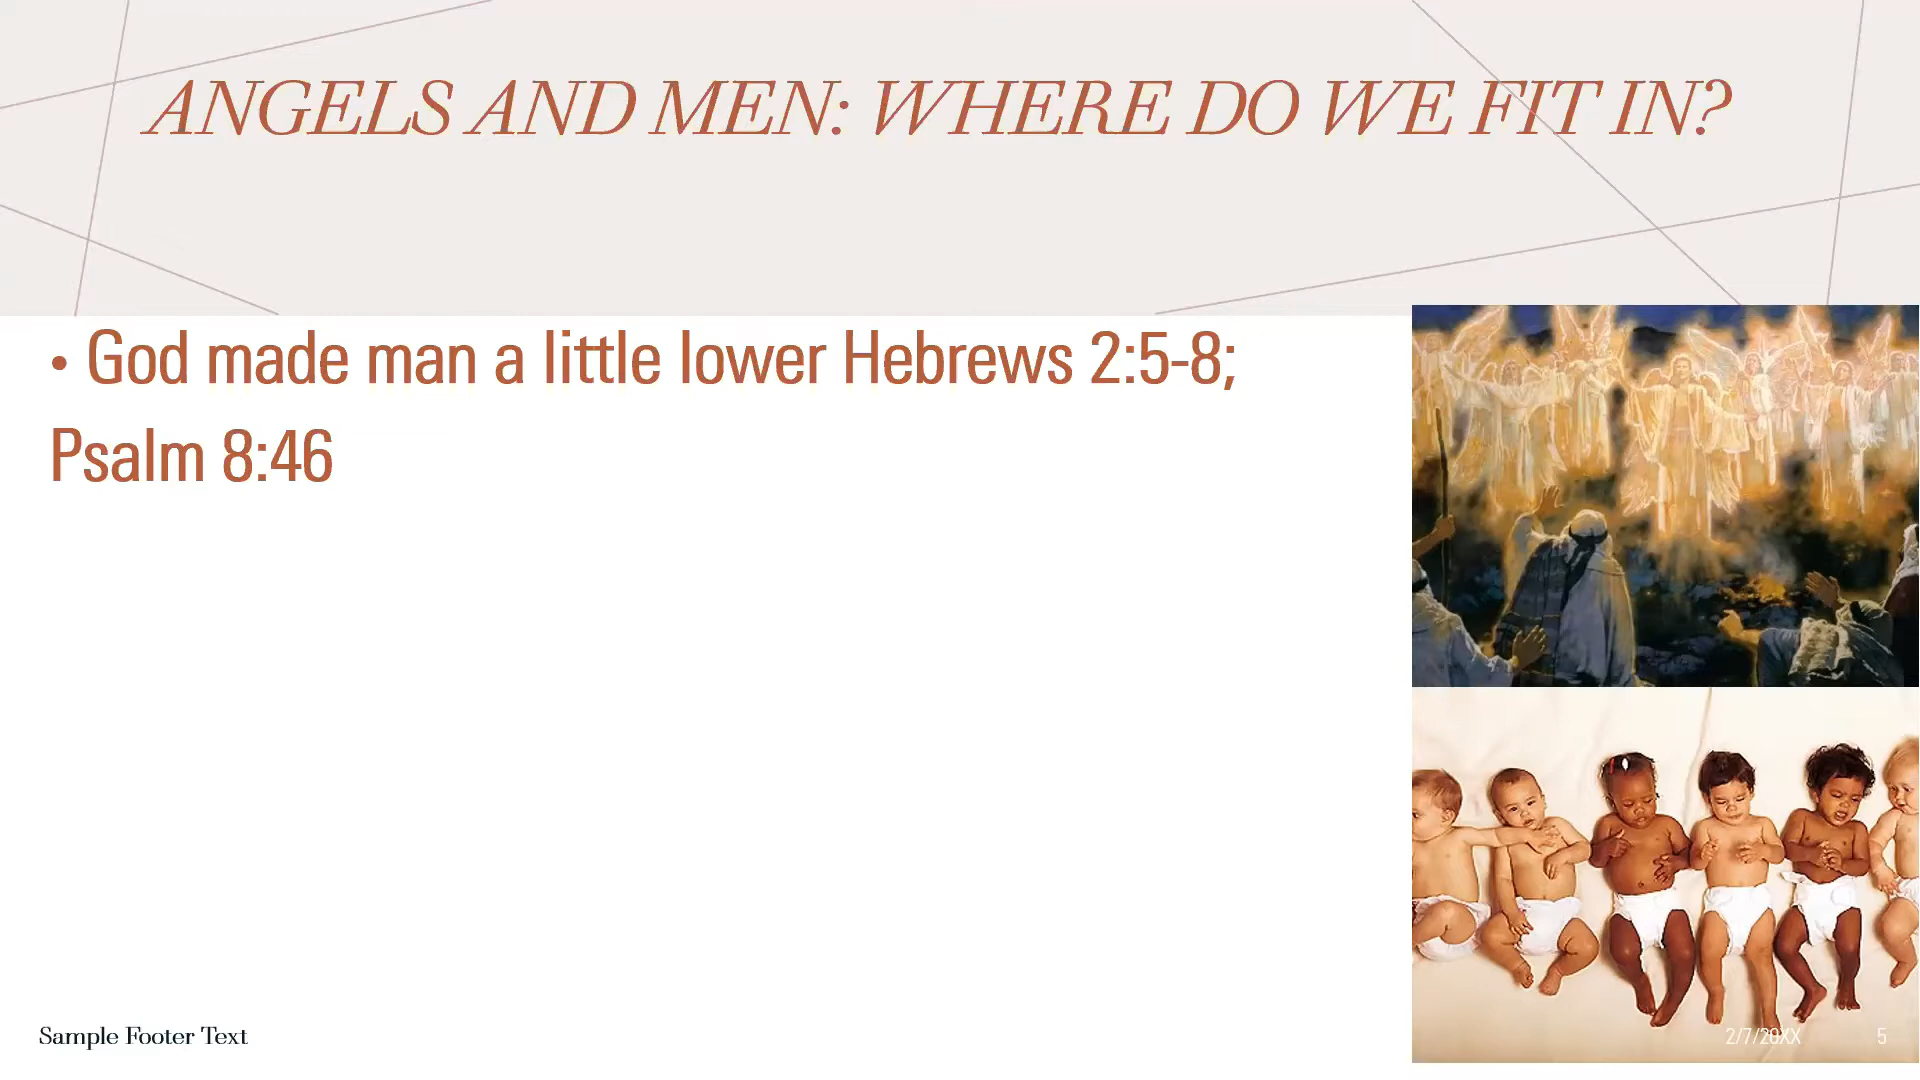 ANGELS AND MEN: WHERE DO WE FIT IN?
• God made man a little lower Hebrews 2:5-8;
Psalm 8:46
Sample Footer Text
2/7/20XX
5